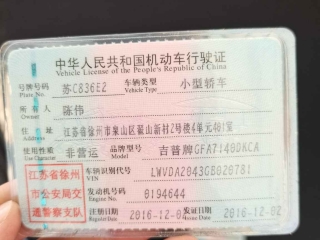 中华人民共和国机动车行驶证
Vehicle License of the People's Republic of China
号牌号码 苏C836E2 车辆类型 小型轿车
Plate No. Vehicle Type
所有人 陈伟
Owner
住址 江苏省徐州市泉山区翟山新村2号楼4单元401室
Address
使用性质 非营运 品牌型号 吉普牌GFA7140DKCA
Use Character Model
江苏省徐州 车辆识别代号 LWVDA2043GB020781
VIN
市公安局交 发动机号码 0194644
Engine No.
通警察支队 注册日期 2016-12-0 发证日期 2016-12-02
Register Date Issue Date